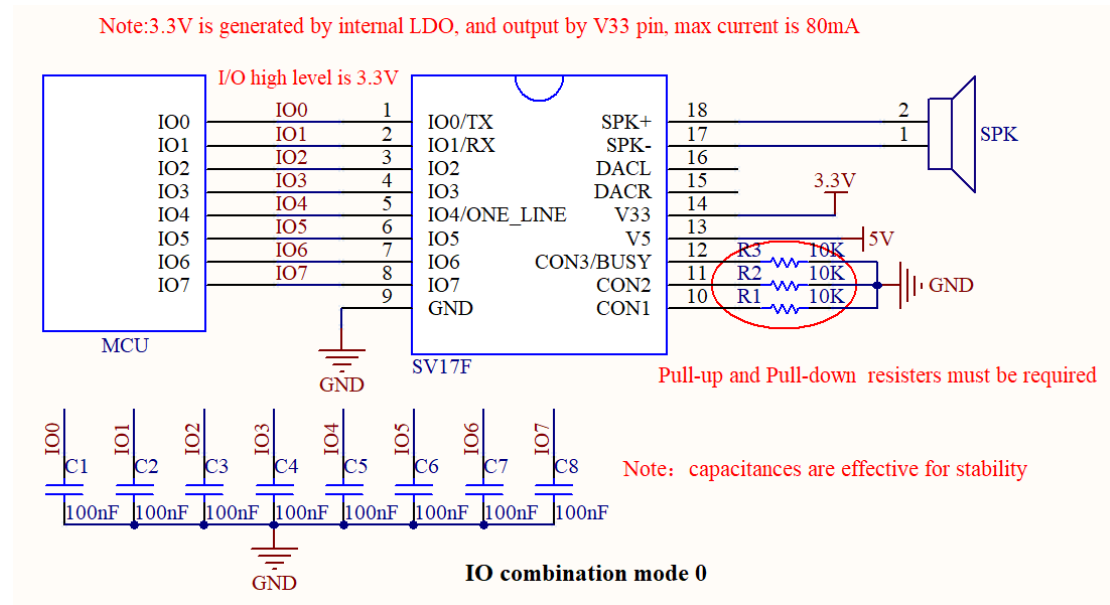 Note:3.3V is generated by internal LDO, and output by V33 pin, max current is 80mA
I/O high level is 3.3V
IO0 IO0 1 IO0/TX SPK+ 18 2
IO1 IO1 2 IO1/RX SPK- 17 1 SPK
IO2 IO2 3 IO2 DACL 16
IO3 IO3 4 IO3 DACR 15 3.3V
IO4 IO4 5 IO4/ONE_LINE V33 14
IO5 IO5 6 IO5 V5 13 5V
IO6 IO6 7 IO6 CON3/BUSY 12 R3 10K
IO7 IO7 8 IO7 CON2 11 R2 10K GND
9 GND CON1 10 R1 10K
MCU
SV17F
GND
Pull-up and Pull-down resisters must be required
IO0 IO1 IO2 IO3 IO4 IO5 IO6 IO7
C1 C2 C3 C4 C5 C6 C7 C8
Note: capacitances are effective for stability
100nF 100nF 100nF 100nF 100nF 100nF 100nF 100nF
GND
IO combination mode 0